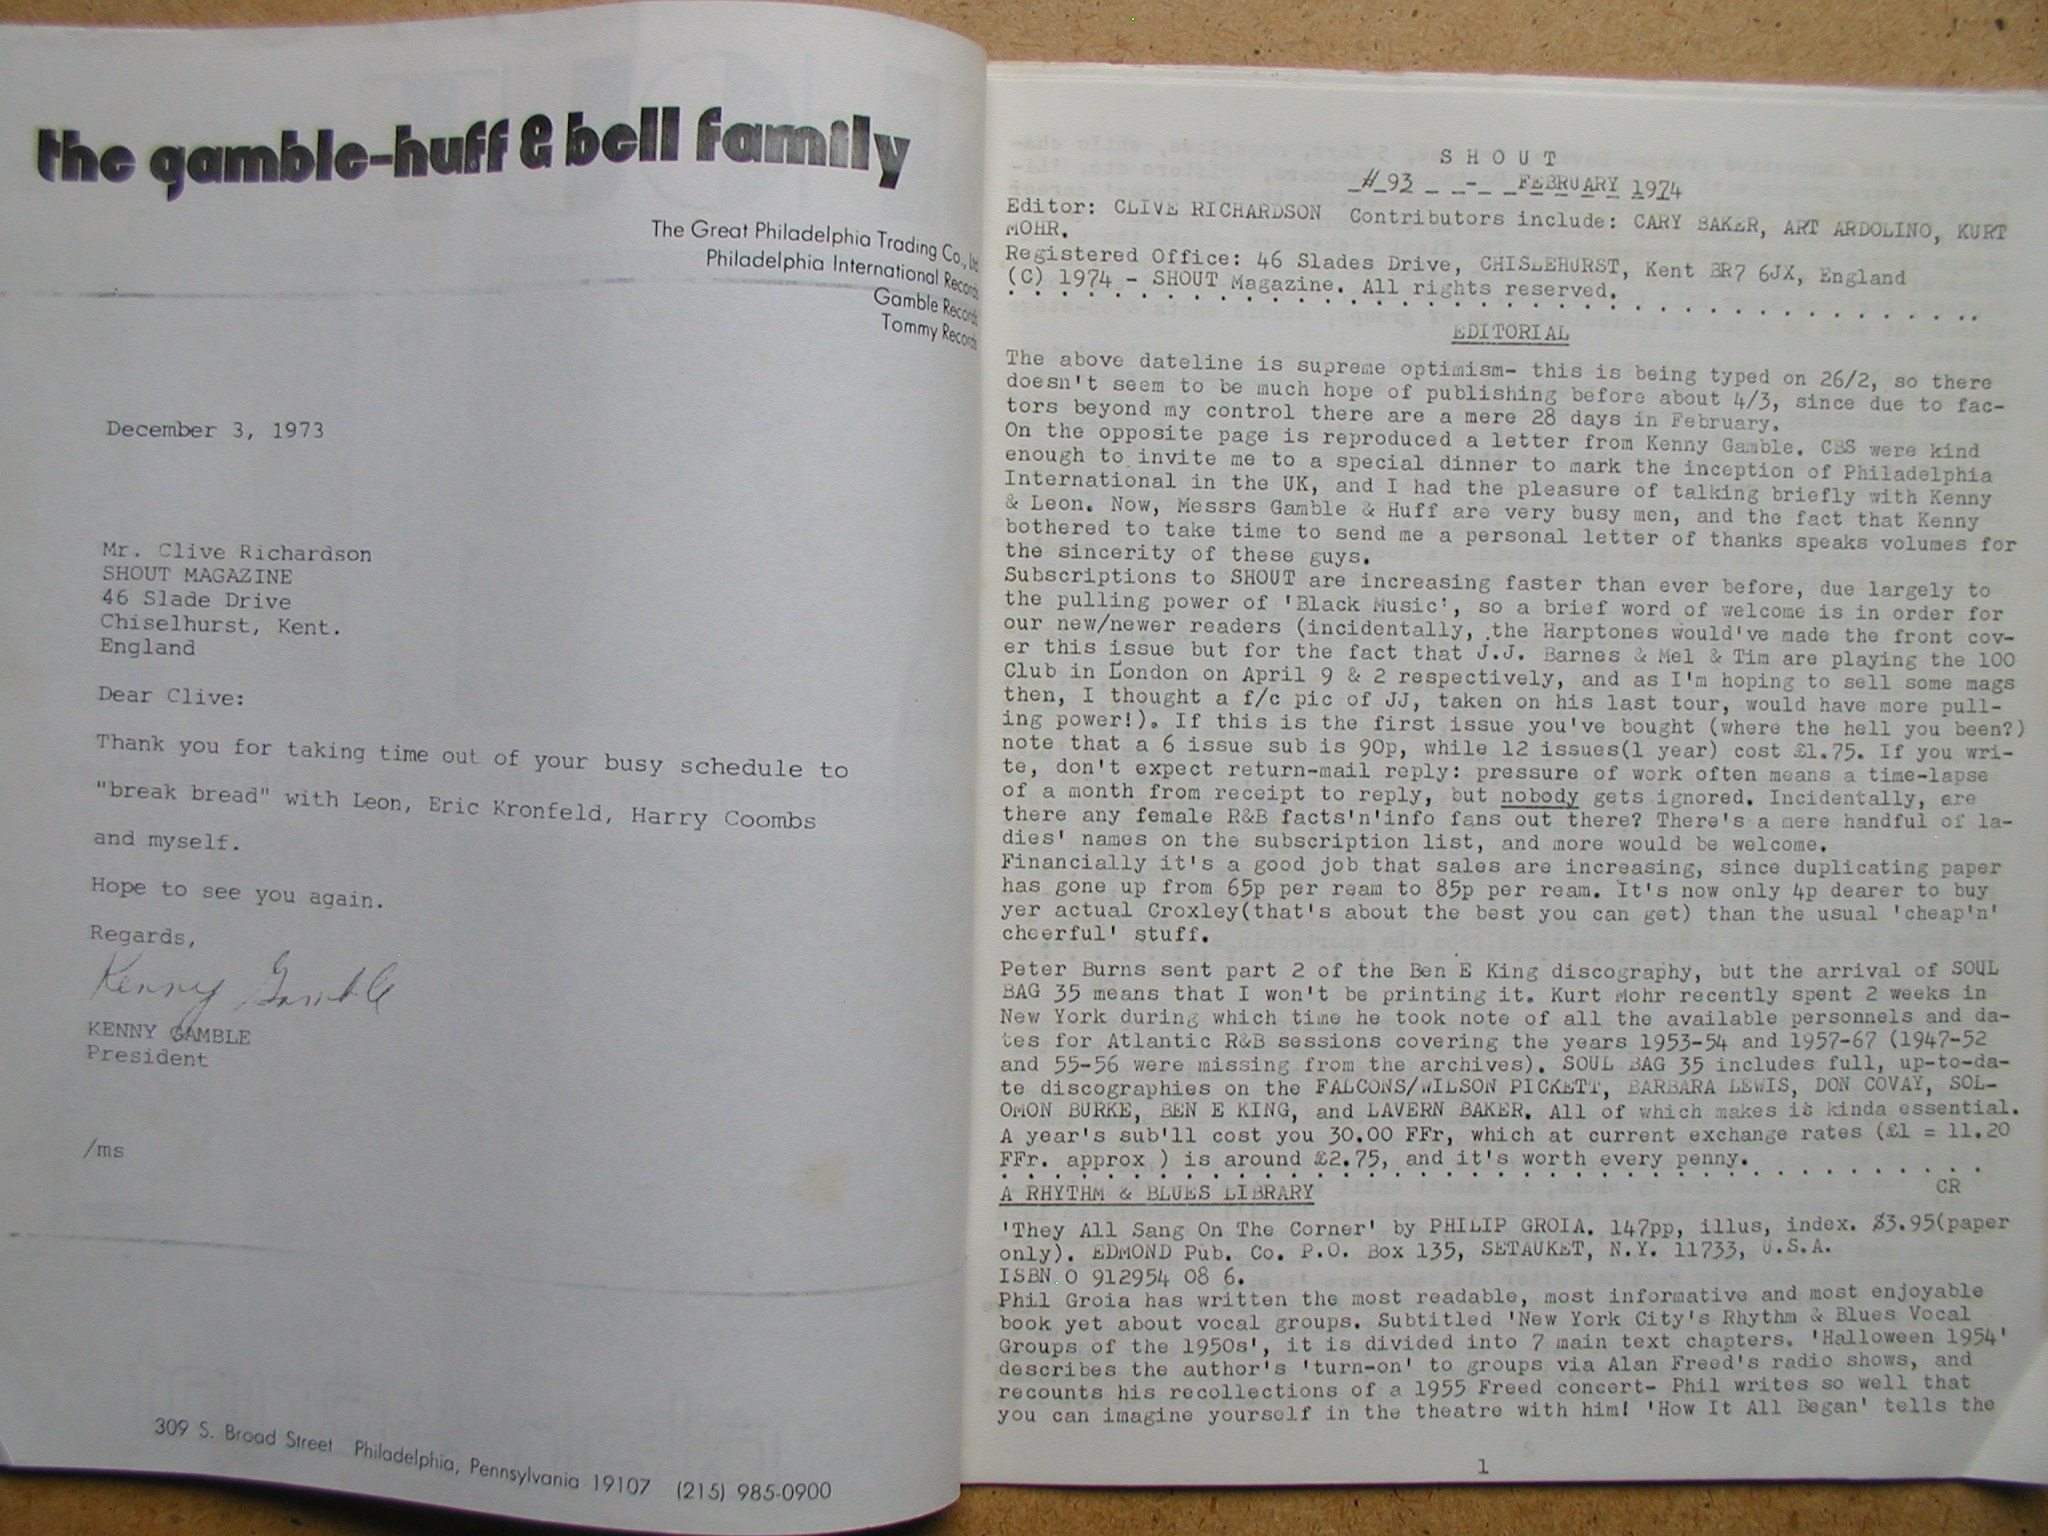 the gamble-huff & bell family
The Great Philadelphia Trading Co., Ltd.
Philadelphia International Records
Gamble Records
Tommy Records
December 3, 1973
Mr. Clive Richardson
SHOUT MAGAZINE
46 Slade Drive
Chiselhurst, Kent.
England
Dear Clive:
Thank you for taking time out of your busy schedule to
"break bread" with Leon, Eric Kronfeld, Harry Coombs
and myself.
Hope to see you again.
Regards,
Kenny Gamble
KENNY GAMBLE
President
/ms
309 S. Broad Street Philadelphia, Pennsylvania 19107 (215) 985-0900
S H O U T
# 93 - FEBRUARY 1974
Editor: CLIVE RICHARDSON Contributors include: CARY BAKER, ART ARDOLINO, KURT
MOHR.
Registered Office: 46 Slades Drive, CHISLEHURST, Kent BR7 6JX, England
(C) 1974 - SHOUT Magazine. All rights reserved.
EDITORIAL
The above dateline is supreme optimism- this is being typed on 26/2, so there
doesn't seem to be much hope of publishing before about 4/3, since due to fac-
tors beyond my control there are a mere 28 days in February.
On the opposite page is reproduced a letter from Kenny Gamble. CBS were kind
enough to invite me to a special dinner to mark the inception of Philadelphia
International in the UK, and I had the pleasure of talking briefly with Kenny
& Leon. Now, Messrs Gamble & Huff are very busy men, and the fact that Kenny
bothered to take time to send me a personal letter of thanks speaks volumes for
the sincerity of these guys.
Subscriptions to SHOUT are increasing faster than ever before, due largely to
the pulling power of 'Black Music', so a brief word of welcome is in order for
our new/newer readers (incidentally, the Harptones would've made the front cov-
er this issue but for the fact that J.J. Barnes & Mel & Tim are playing the 100
Club in London on April 9 & 2 respectively, and as I'm hoping to sell some mags
then, I thought a f/c pic of JJ, taken on his last tour, would have more pull-
ing power!). If this is the first issue you've bought (where the hell you been?)
note that a 6 issue sub is 90p, while 12 issues(1 year) cost £1.75. If you wri-
te, don't expect return-mail reply: pressure of work often means a time-lapse
of a month from receipt to reply, but nobody gets ignored. Incidentally, are
there any female R&B facts'n'info fans out there? There's a mere handful of la-
dies' names on the subscription list, and more would be welcome.
Financially it's a good job that sales are increasing, since duplicating paper
has gone up from 65p per ream to 85p per ream. It's now only 4p dearer to buy
yer actual Croxley(that's about the best you can get) than the usual 'cheap'n'
cheerful' stuff.
Peter Burns sent part 2 of the Ben E King discography, but the arrival of SOUL
BAG 35 means that I won't be printing it. Kurt Mohr recently spent 2 weeks in
New York during which time he took note of all the available personnels and da-
tes for Atlantic R&B sessions covering the years 1953-54 and 1957-67 (1947-52
and 55-56 were missing from the archives). SOUL BAG 35 includes full, up-to-da-
te discographies on the FALCONS/WILSON PICKETT, BARBARA LEWIS, DON COVAY, SOL-
OMON BURKE, BEN E KING, and LAVERN BAKER. All of which makes it kinda essential.
A year's sub'll cost you 30.00 FFr, which at current exchange rates (£1 = 11.20
FFr. approx ) is around £2.75, and it's worth every penny.
CR
A RHYTHM & BLUES LIBRARY
'They All Sang On The Corner' by PHILIP GROIA. 147pp, illus, index. $3.95(paper
only). EDMOND Pub. Co. P.O. Box 135, SETAUKET, N.Y. 11733, U.S.A.
ISBN 0 912954 08 6.
Phil Groia has written the most readable, most informative and most enjoyable
book yet about vocal groups. Subtitled 'New York City's Rhythm & Blues Vocal
Groups of the 1950s', it is divided into 7 main text chapters. 'Halloween 1954'
describes the author's 'turn-on' to groups via Alan Freed's radio shows, and
recounts his recollections of a 1955 Freed concert- Phil writes so well that
you can imagine yourself in the theatre with him! 'How It All Began' tells the
1